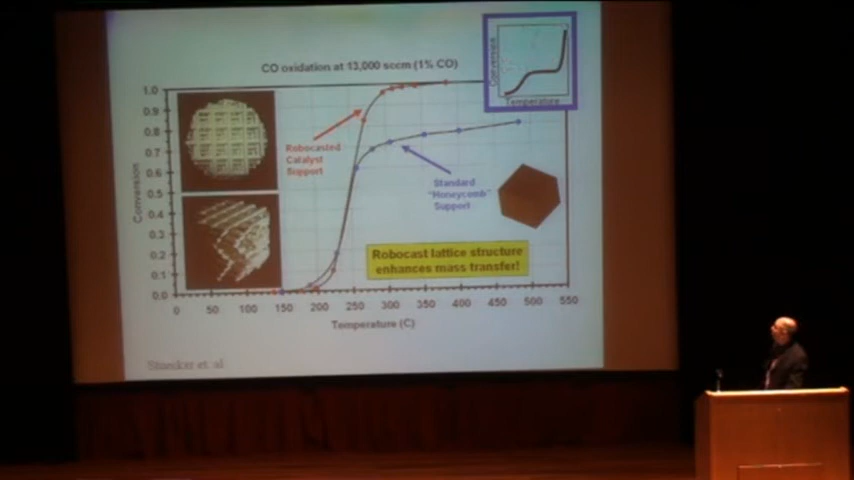 CO oxidation at 13,000 sccm (1% CO)
Conversion
Temperature
1.0
0.9
0.8
0.7
0.6
0.5
0.4
0.3
0.2
0.1
0.0
Conversion
Robocasted
Catalyst
Support
Standard
"Honeycomb"
Support
Robocast lattice structure
enhances mass transfer!
0 50 100 150 200 250 300 350 400 450 500 550
Temperature (C)
et. al